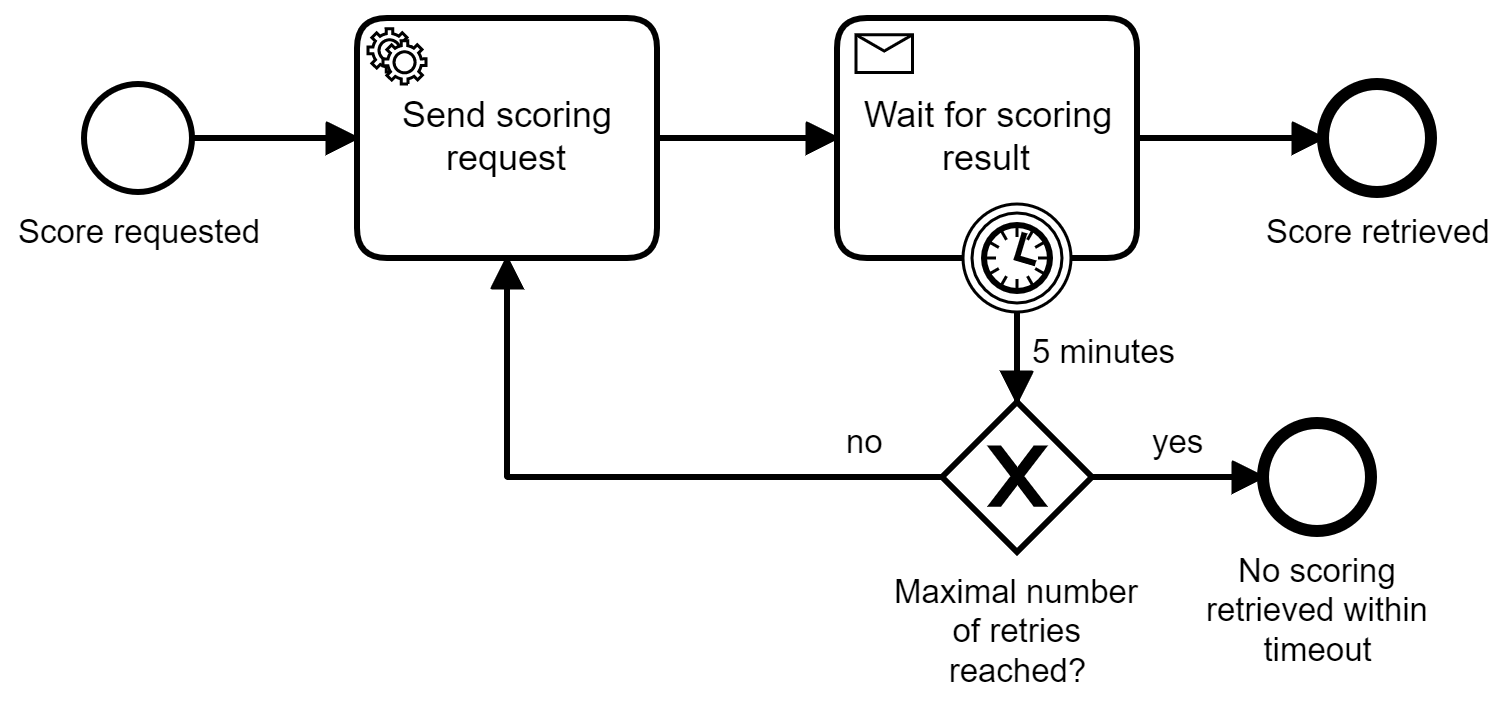 Send scoring
request
Wait for scoring
result
Score requested
Score retrieved
5 minutes
no
yes
X
Maximal number
of retries
reached?
No scoring
retrieved within
timeout